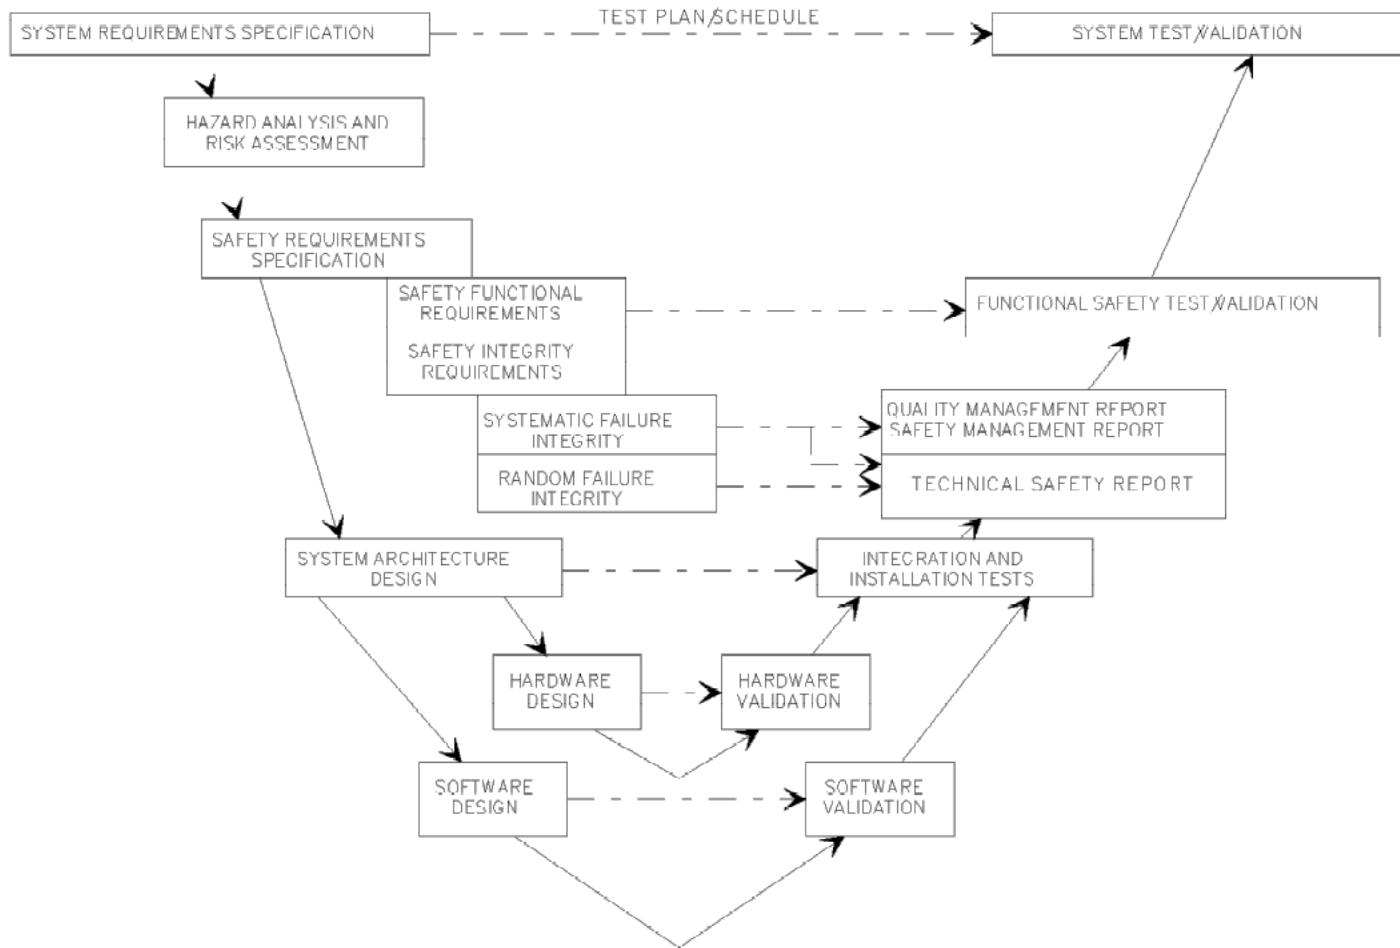 TEST PLAN/SCHEDULE
SYSTEM REQUIREMENTS SPECIFICATION
SYSTEM TEST/VALIDATION
HAZARD ANALYSIS AND
RISK ASSESSMENT
SAFETY REQUIREMENTS
SPECIFICATION
SAFETY FUNCTIONAL
REQUIREMENTS
FUNCTIONAL SAFETY TEST/VALIDATION
SAFETY INTEGRITY
REQUIREMENTS
SYSTEMATIC FAILURE
INTEGRITY
QUALITY MANAGEMENT REPORT
SAFETY MANAGEMENT REPORT
RANDOM FAILURE
INTEGRITY
TECHNICAL SAFETY REPORT
SYSTEM ARCHITECTURE
DESIGN
INTEGRATION AND
INSTALLATION TESTS
HARDWARE
DESIGN
HARDWARE
VALIDATION
SOFTWARE
DESIGN
SOFTWARE
VALIDATION